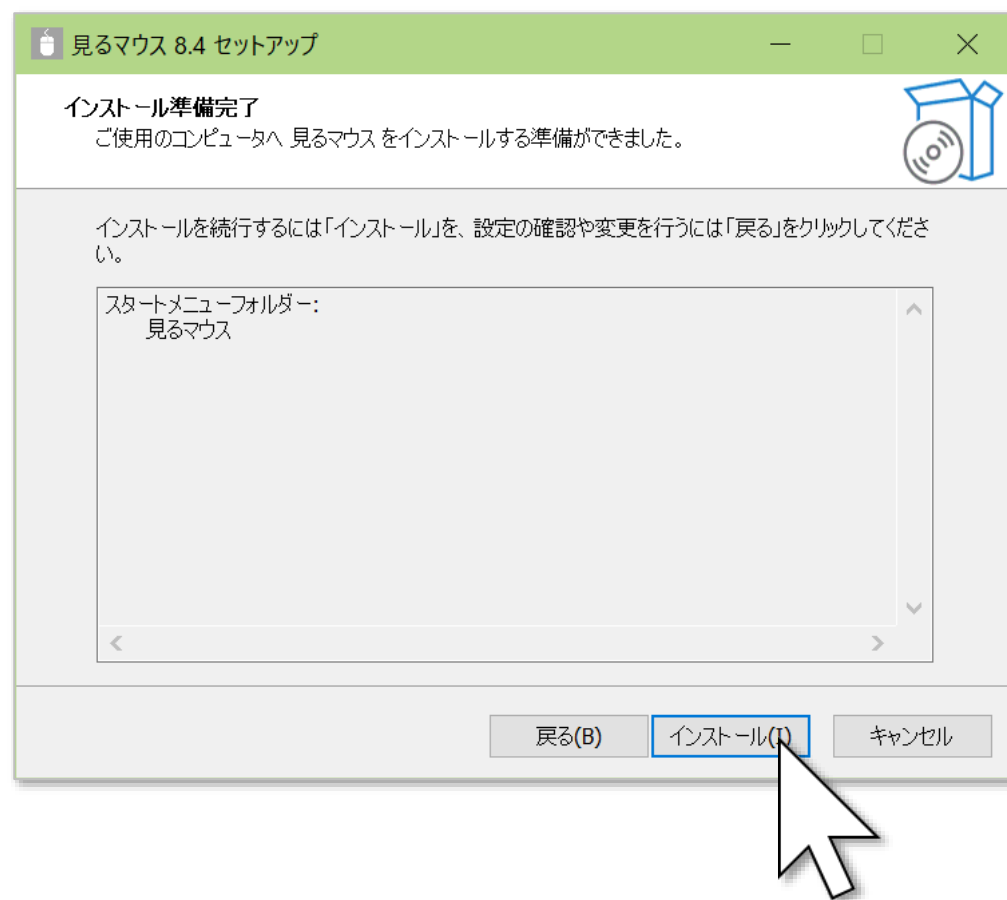 見るマウス 8.4 セットアップ
インストール準備完了
ご使用のコンピュータへ 見るマウス をインストールする準備ができました。
インストールを続行するには「インストール」を、設定の確認や変更を行うには「戻る」をクリックしてくださ
い。
スタートメニューフォルダー:
見るマウス
戻る(B) インストール(I) キャンセル